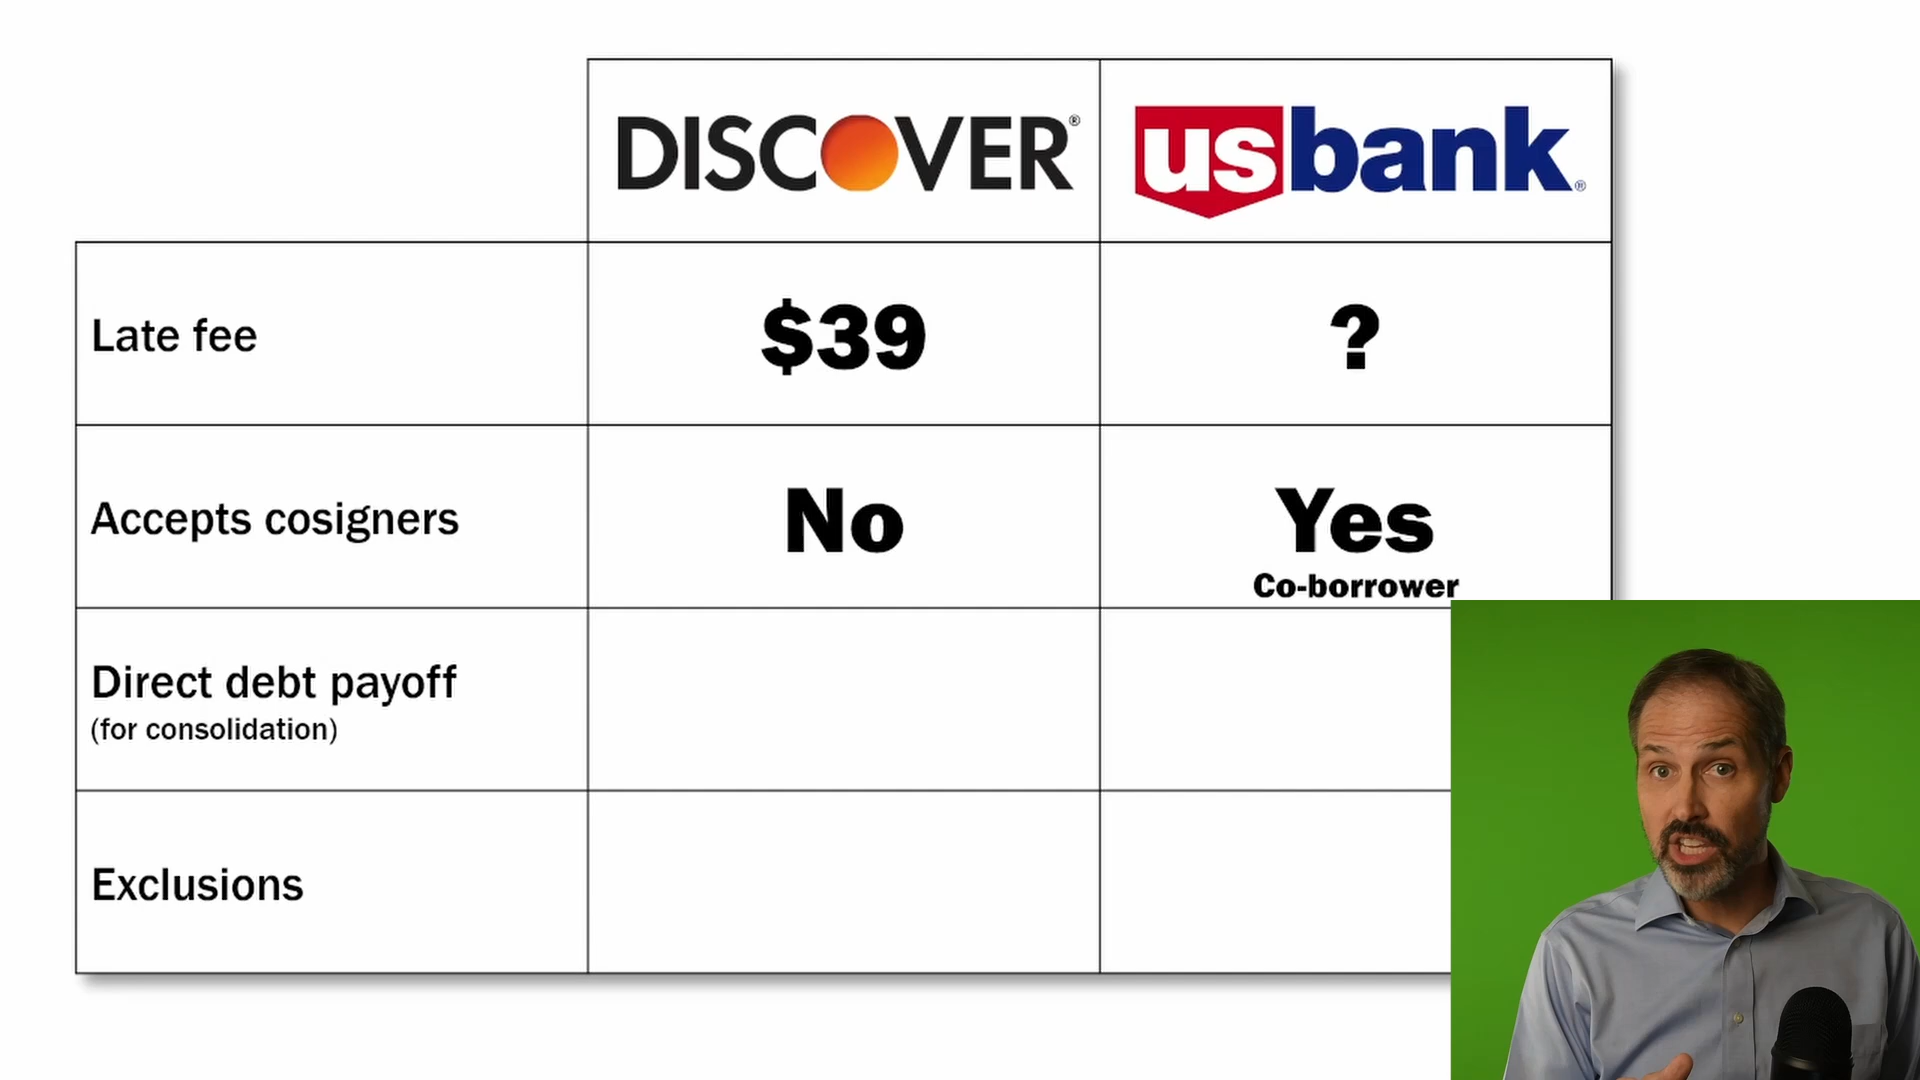 DISCOVER®
usbank®
Late fee
$39
?
Accepts cosigners
No
Yes
Co-borrower
Direct debt payoff
(for consolidation)
Exclusions